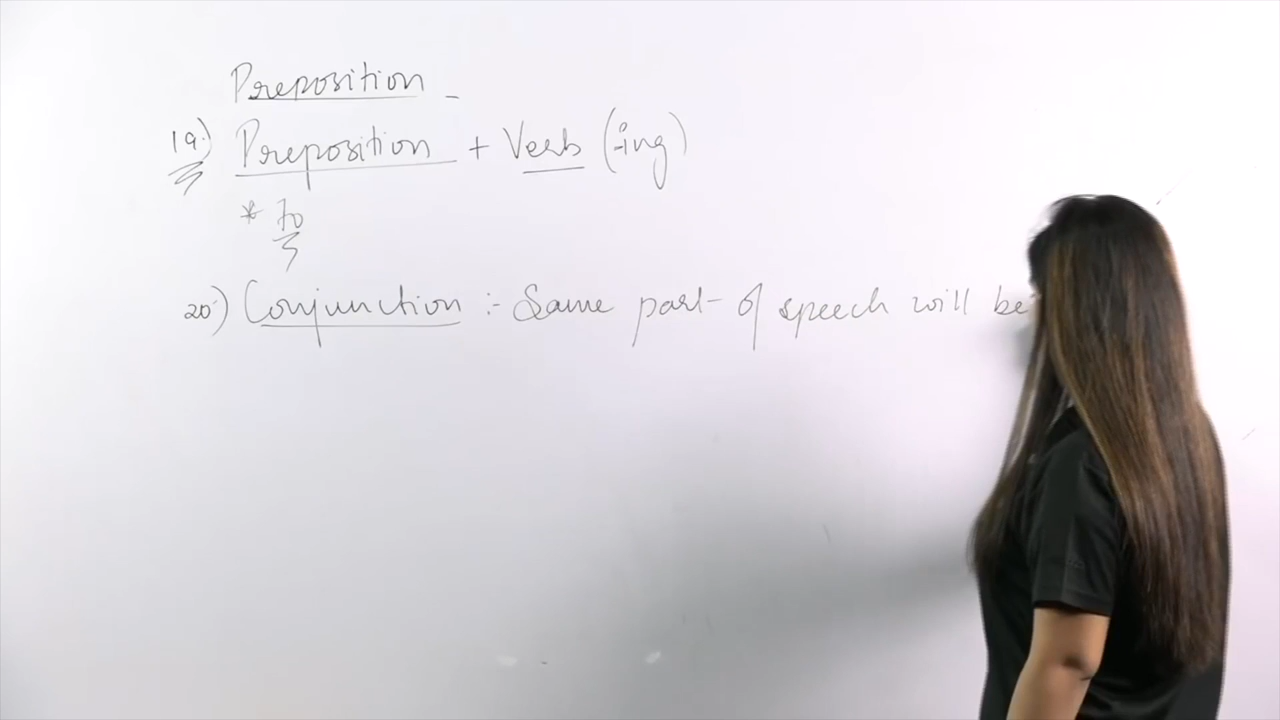 Preposition -
19.) Preposition + Verb (-ing)
* to
20.) Conjunction :- Same part of speech will be